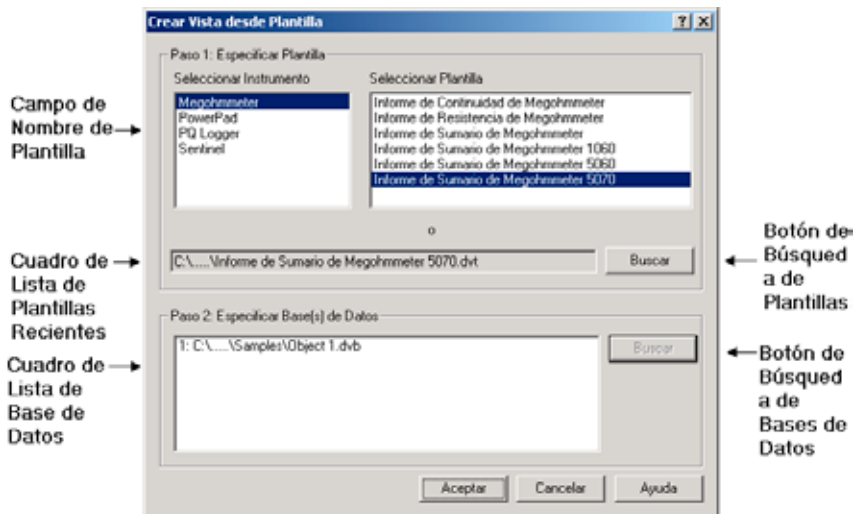 Crear Vista desde Plantilla
Paso 1: Especificar Plantilla
Seleccionar Instrumento
Megohmmeter
PowerPad
PQ Logger
Sentinel
Seleccionar Plantilla
Informe de Continuidad de Megohmmeter
Informe de Resistencia de Megohmmeter
Informe de Sumario de Megohmmeter
Informe de Sumario de Megohmmeter 1060
Informe de Sumario de Megohmmeter 5060
Informe de Sumario de Megohmmeter 5070
o
C:\.....\Informe de Sumario de Megohmmeter 5070.dvt
Buscar
Paso 2: Especificar Base(s) de Datos
1: C:\.....\Samples\Object 1.dvb
Buscar
Aceptar
Cancelar
Ayuda
Campo de
Nombre de
Plantilla
Cuadro de
Lista de
Plantillas
Recientes
Cuadro de
Lista de
Base de
Datos
Botón de
Búsqued
a de
Plantillas
Botón de
Búsqued
a de
Bases de
Datos